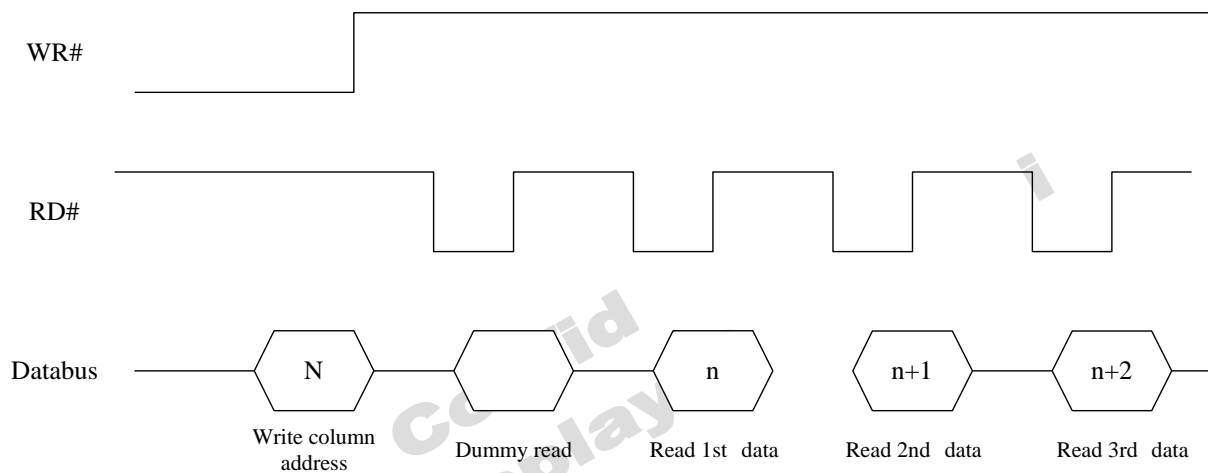 WR#
RD#
Databus
N
n
n+1
n+2
Write column
address
Dummy read
Read 1st data
Read 2nd data
Read 3rd data